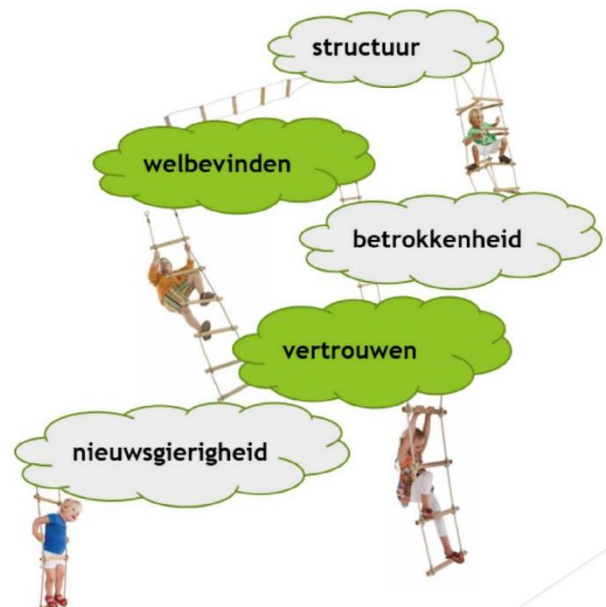 structuur
welbevinden
betrokkenheid
vertrouwen
nieuwsgierigheid